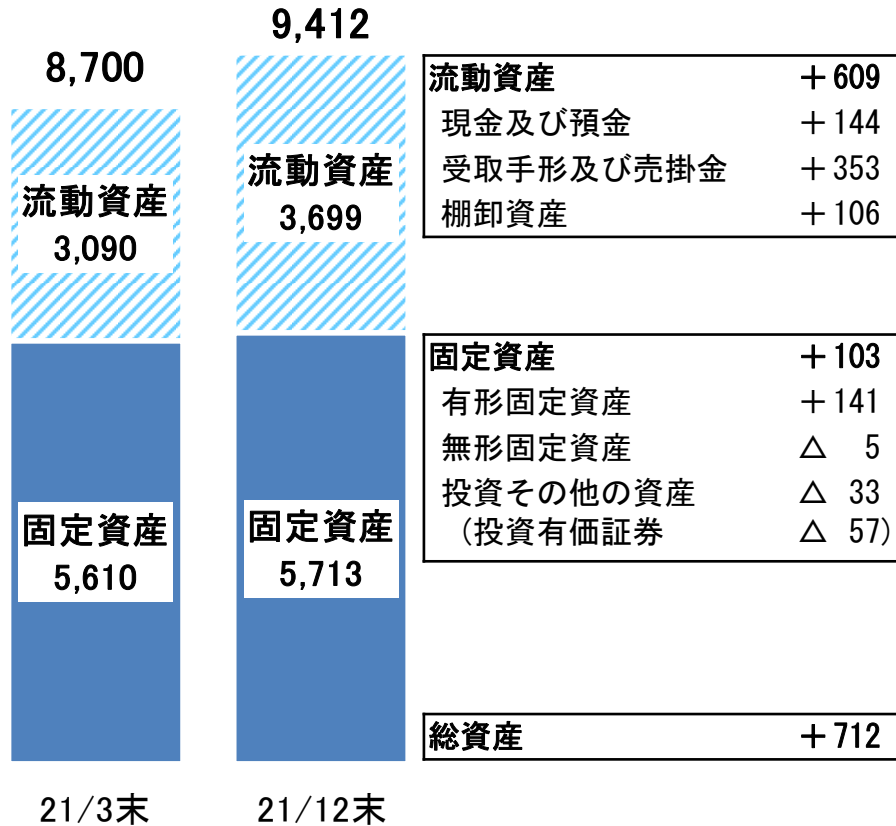 8,700
9,412
流動資産
3,090
流動資産
3,699
固定資産
5,610
固定資産
5,713
21/3末
21/12末
流動資産 ＋609
現金及び預金 ＋144
受取手形及び売掛金 ＋353
棚卸資産 ＋106
固定資産 ＋103
有形固定資産 ＋141
無形固定資産 △ 5
投資その他の資産 △ 33
（投資有価証券 △ 57）
総資産 ＋712